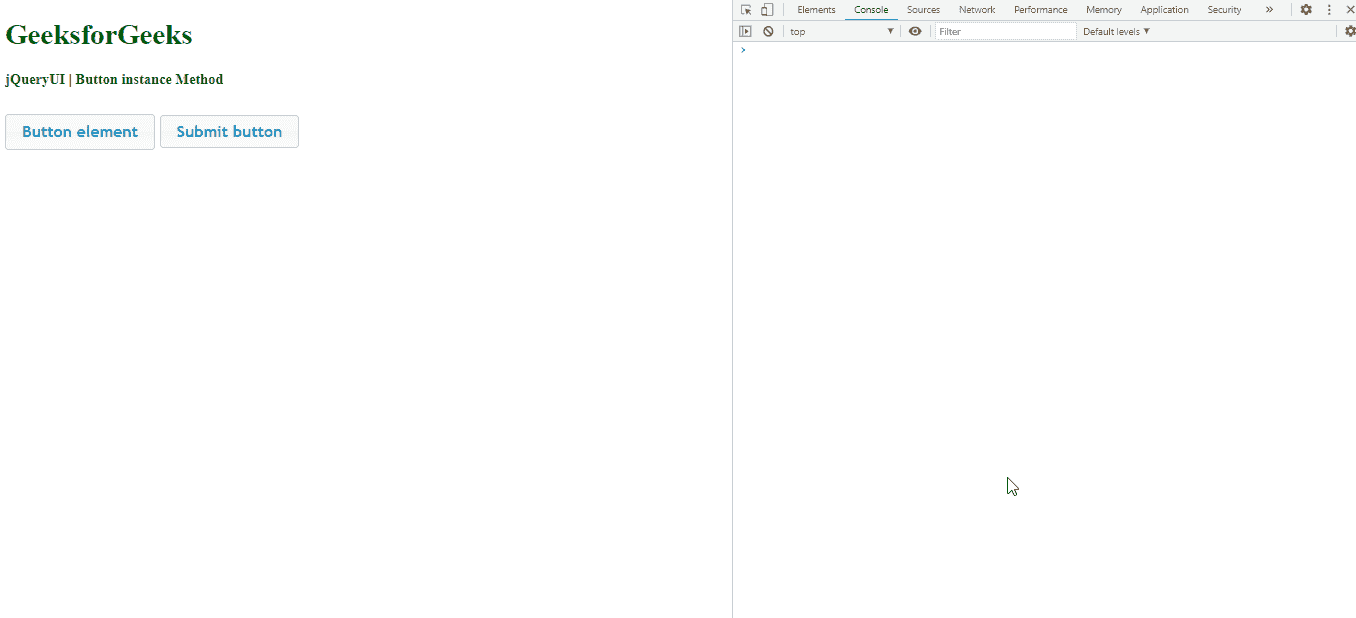 GeeksforGeeks
jQueryUI | Button instance Method
Button element
Submit button
Elements Console Sources Network Performance Memory Application Security »
top Filter Default levels